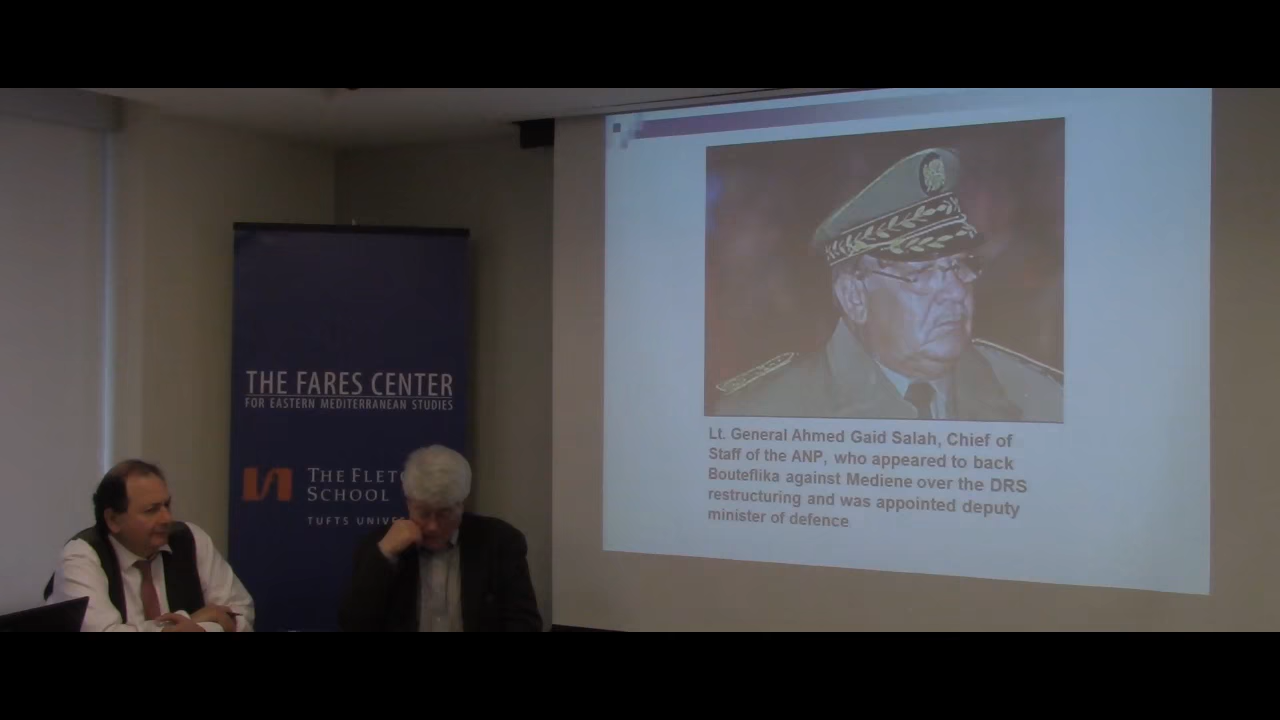 THE FARES CENTER
FOR EASTERN MEDITERRANEAN STUDIES
THE FLETC
SCHOOL
TUFTS UNIVE
Lt. General Ahmed Gaid Salah, Chief of
Staff of the ANP, who appeared to back
Bouteflika against Mediene over the DRS
restructuring and was appointed deputy
minister of defence